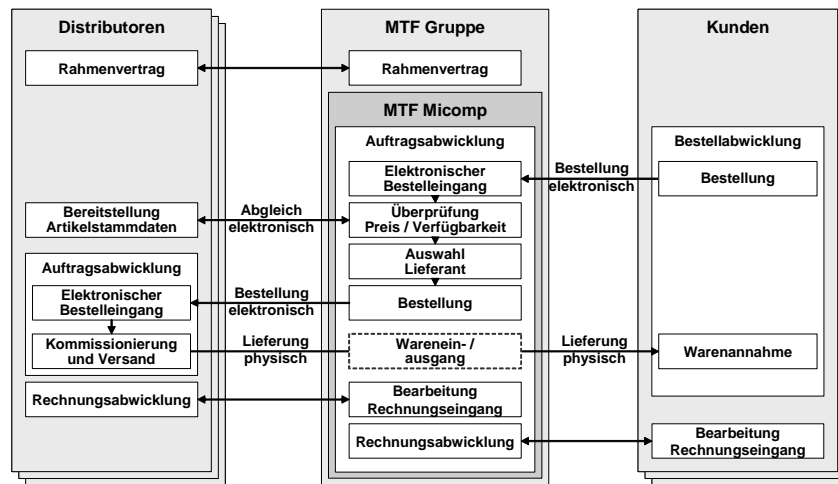 Distributoren
MTF Gruppe
Kunden
Rahmenvertrag
Rahmenvertrag
MTF Micomp
Auftragsabwicklung
Bestellabwicklung
Elektronischer
Bestelleingang
Bestellung
elektronisch
Bestellung
Bereitstellung
Artikelstammdaten
Abgleich
elektronisch
Überprüfung
Preis / Verfügbarkeit
Auswahl
Lieferant
Auftragsabwicklung
Elektronischer
Bestelleingang
Bestellung
elektronisch
Bestellung
Kommissionierung
und Versand
Lieferung
physisch
Warenein- /
ausgang
Lieferung
physisch
Warenannahme
Rechnungsabwicklung
Bearbeitung
Rechnungseingang
Rechnungsabwicklung
Bearbeitung
Rechnungseingang